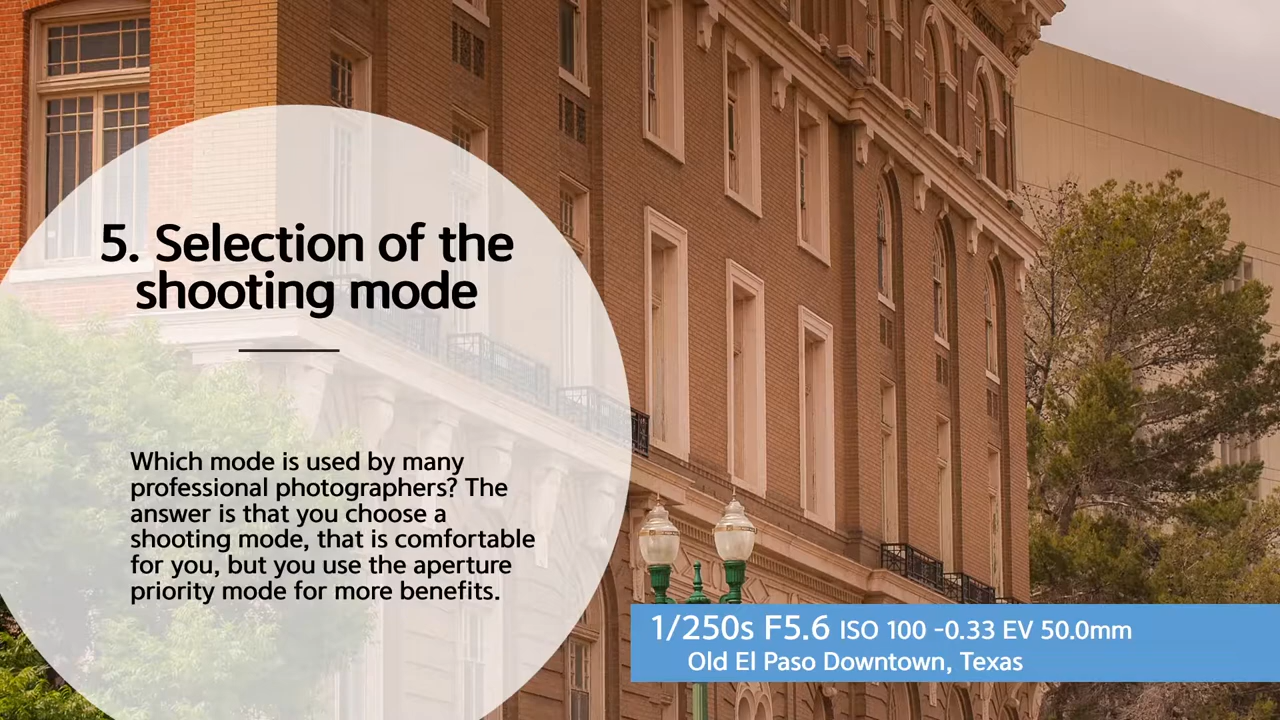 5. Selection of the
shooting mode
Which mode is used by many
professional photographers? The
answer is that you choose a
shooting mode, that is comfortable
for you, but you use the aperture
priority mode for more benefits.
1/250s F5.6 ISO 100 -0.33 EV 50.0mm
Old El Paso Downtown, Texas